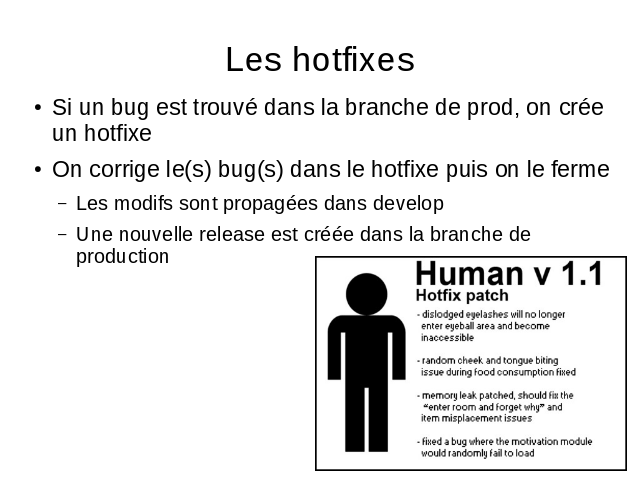 Les hotfixes
• Si un bug est trouvé dans la branche de prod, on crée
un hotfixe
• On corrige le(s) bug(s) dans le hotfixe puis on le ferme
– Les modifs sont propagées dans develop
– Une nouvelle release est créée dans la branche de
production
Human v 1.1
Hotfix patch
- dislodged eyelashes will no longer
enter eyeball area and become
inaccessible
- random cheek and tongue biting
issue during food consumption fixed
- memory leak patched, should fix the
“enter room and forget why” and
item misplacement issues
- fixed a bug where the motivation module
would randomly fail to load